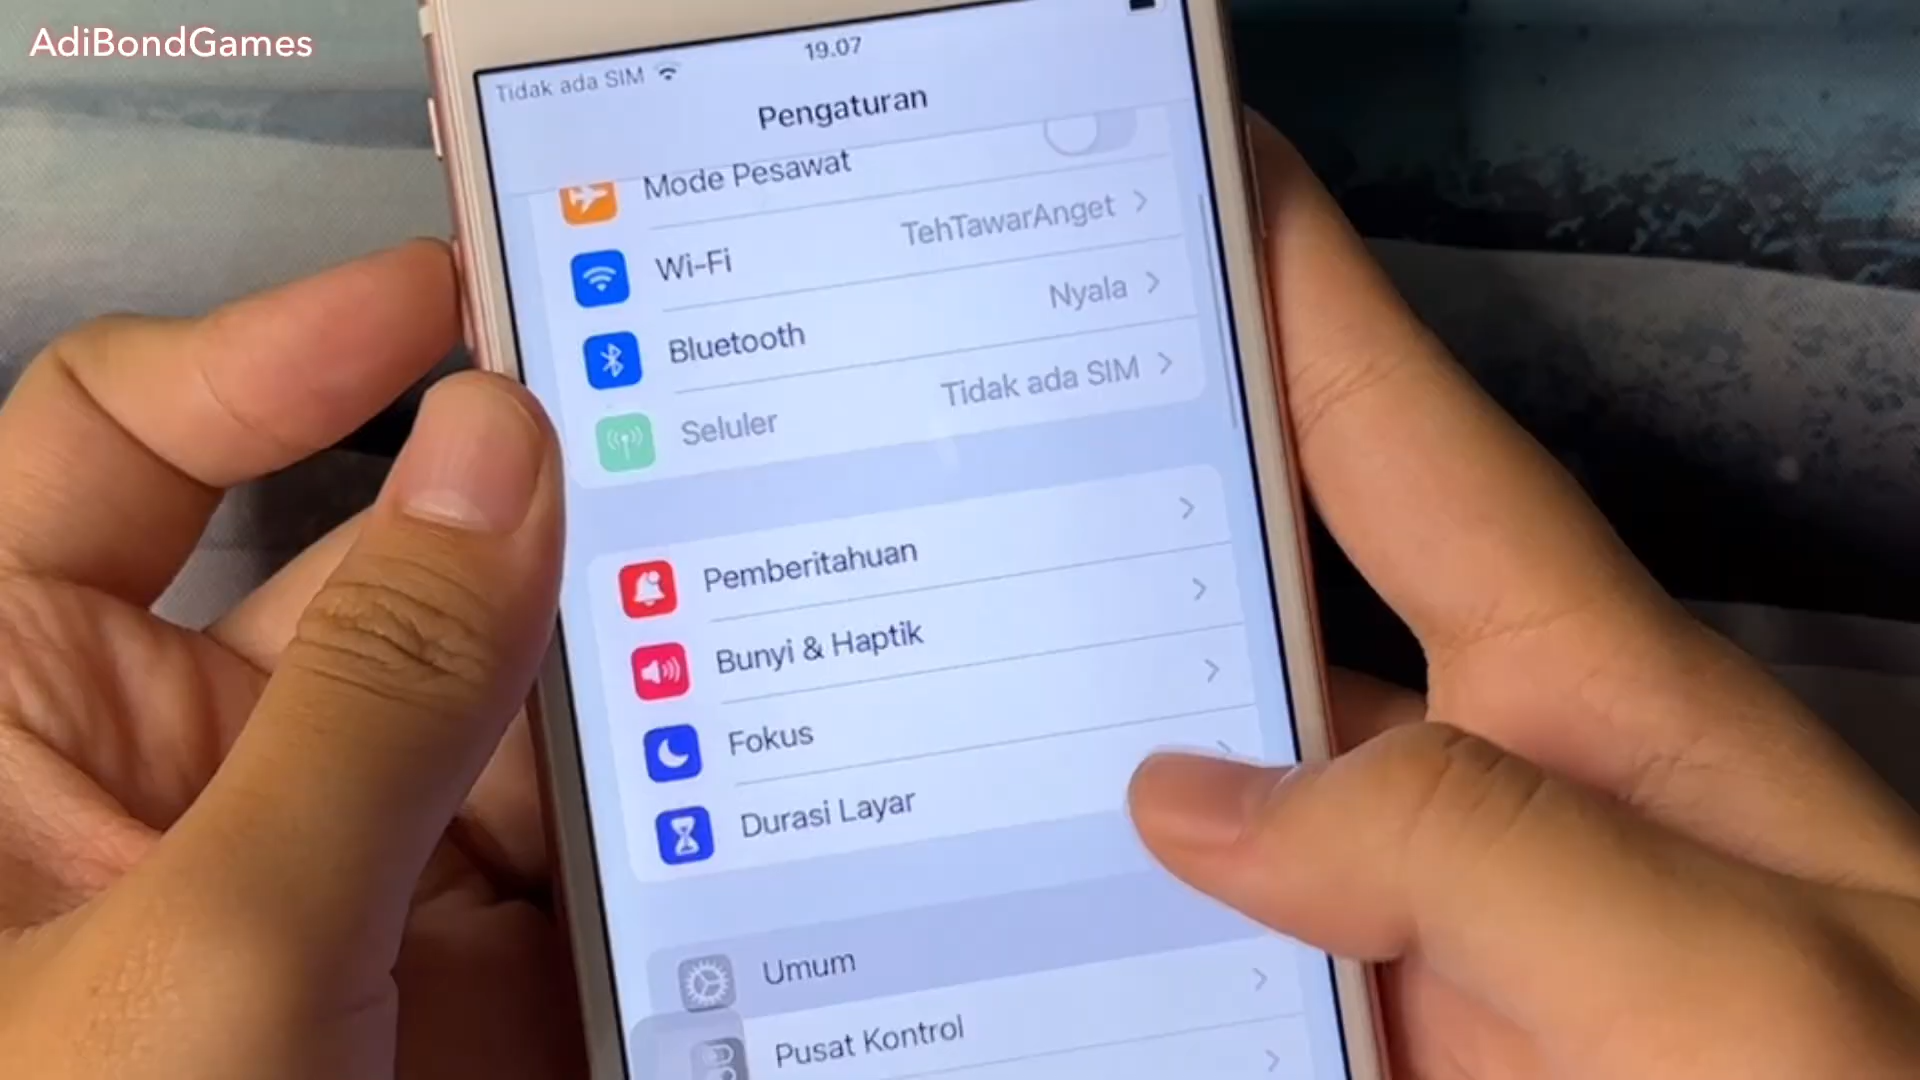 AdiBondGames
Tidak ada SIM
19.07
Pengaturan
Mode Pesawat
Wi-Fi TehTawarAnget
Bluetooth Nyala
Seluler Tidak ada SIM
Pemberitahuan
Bunyi & Haptik
Fokus
Durasi Layar
Umum
Pusat Kontrol